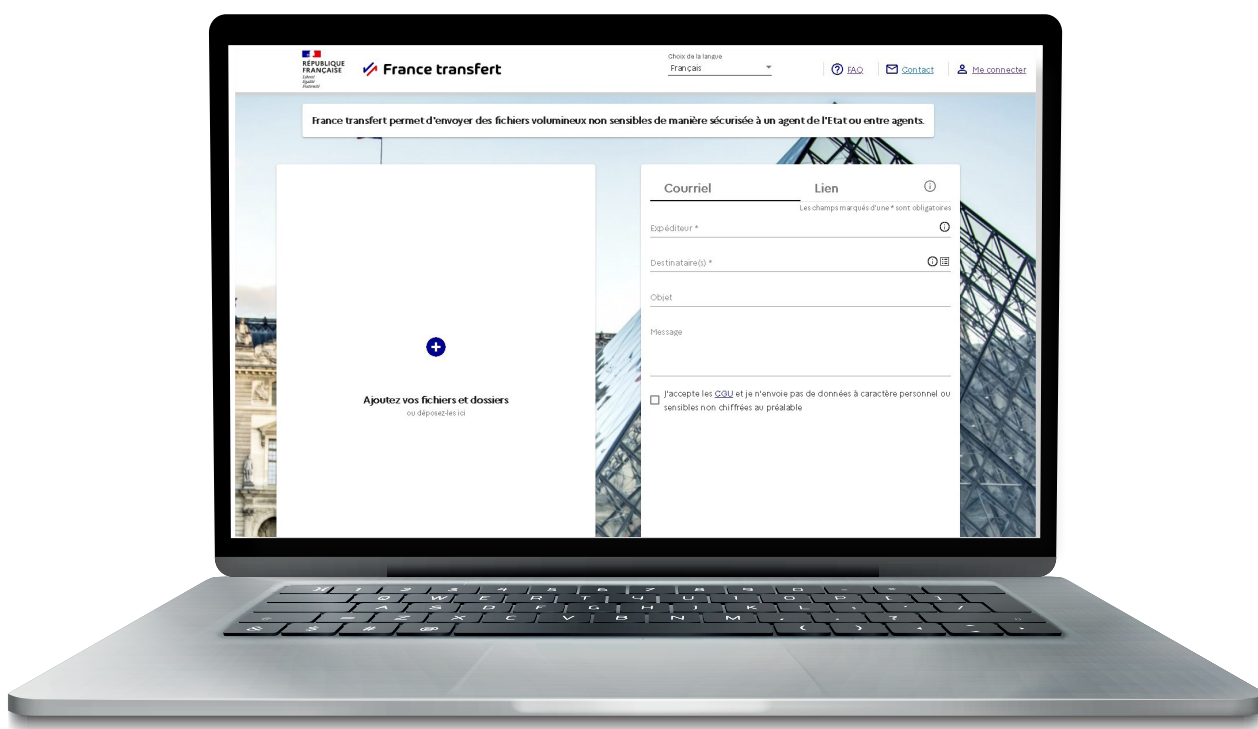 RÉPUBLIQUE
FRANÇAISE
Liberté
Égalité
Fraternité
France transfert
Choix de la langue
Français
FAQ
Contact
Me connecter
France transfert permet d'envoyer des fichiers volumineux non sensibles de manière sécurisée à un agent de l'Etat ou entre agents.
Ajoutez vos fichiers et dossiers
ou déposez-les ici
Courriel
Lien
Les champs marqués d'une * sont obligatoires
Expéditeur *
Destinataire(s) *
Objet
Message
J'accepte les CGU et je n'envoie pas de données à caractère personnel ou
sensibles non chiffrées au préalable